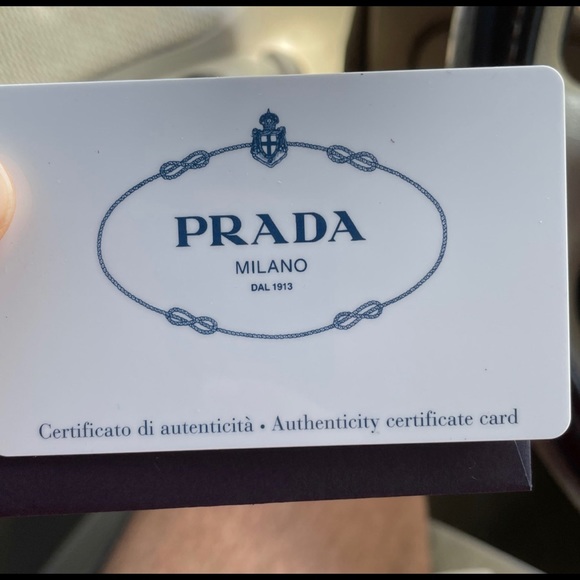 PRADA
MILANO
DAL 1913
Certificato di autenticità • Authenticity certificate card